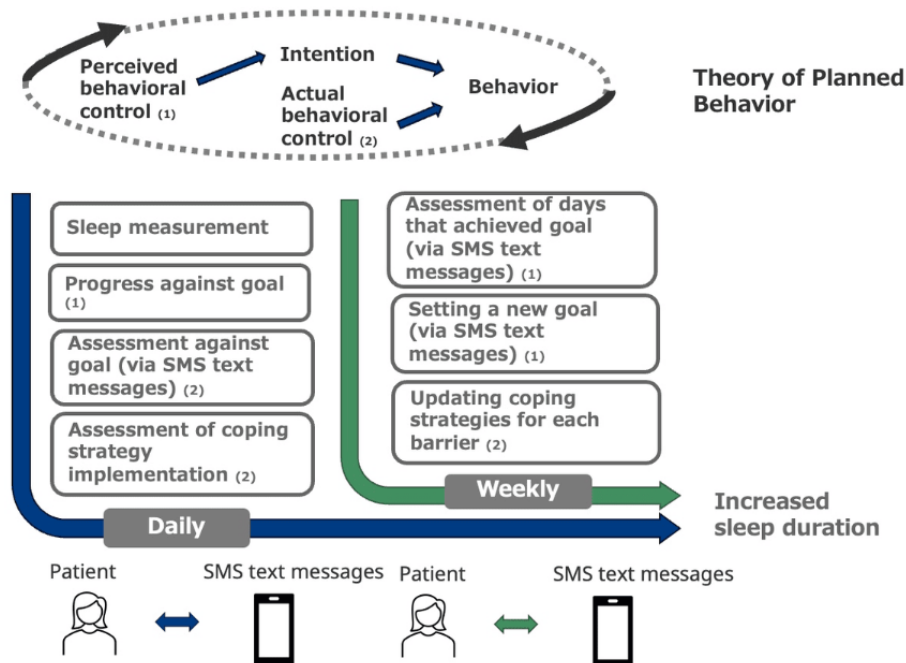 Perceived
behavioral
control (1)
Intention
Actual
behavioral
control (2)
Behavior
Theory of Planned
Behavior
Sleep measurement
Progress against goal
(1)
Assessment against
goal (via SMS text
messages) (2)
Assessment of coping
strategy
implementation (2)
Daily
Assessment of days
that achieved goal
(via SMS text
messages) (1)
Setting a new goal
(via SMS text
messages) (1)
Updating coping
strategies for each
barrier (2)
Weekly
Increased
sleep duration
Patient
SMS text messages
Patient
SMS text messages